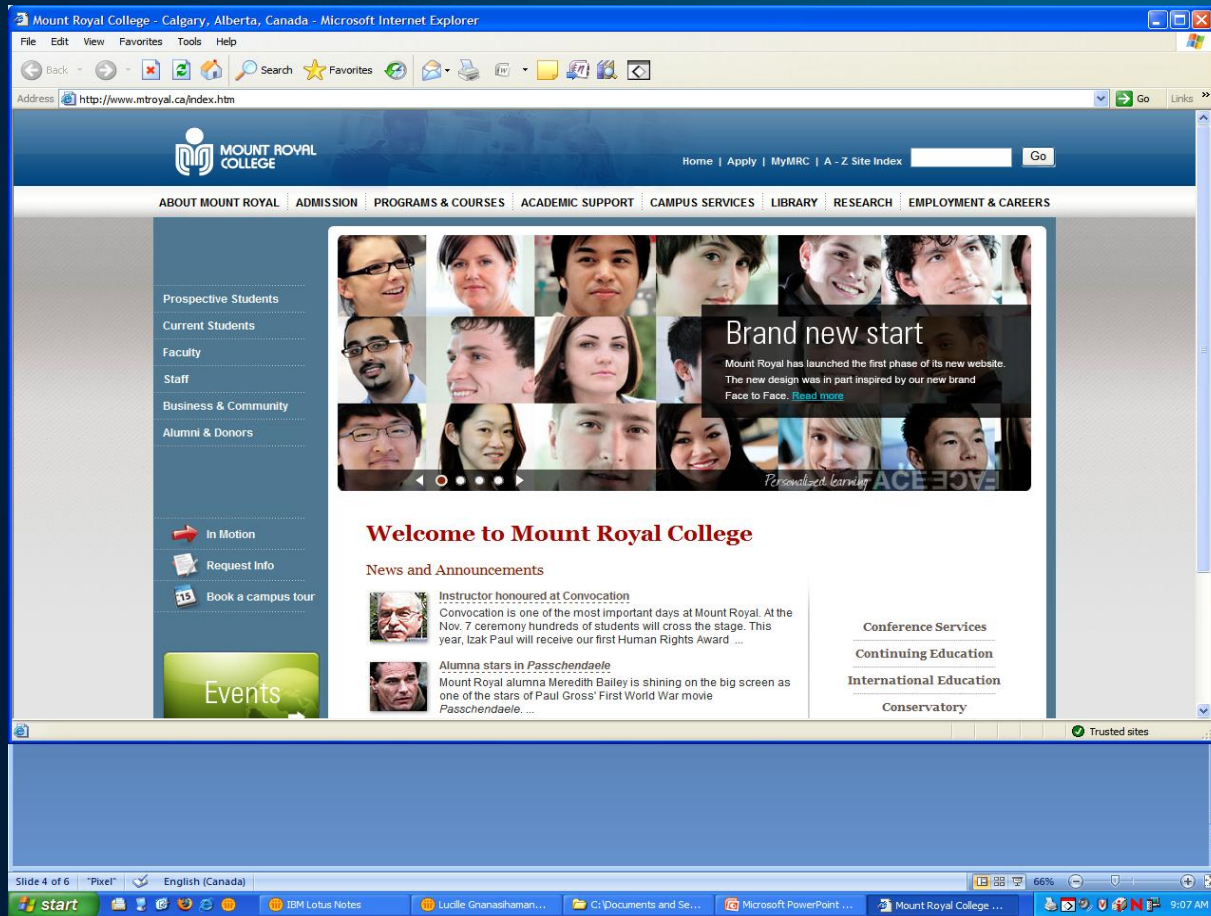 Mount Royal College - Calgary, Alberta, Canada - Microsoft Internet Explorer
File Edit View Favorites Tools Help
Back Search Favorites
Address http://www.mtroyal.ca/index.htm Go Links »
MOUNT ROYAL
COLLEGE
Home | Apply | MyMRC | A - Z Site Index Go
ABOUT MOUNT ROYAL ADMISSION PROGRAMS & COURSES ACADEMIC SUPPORT CAMPUS SERVICES LIBRARY RESEARCH EMPLOYMENT & CAREERS
Prospective Students
Current Students
Faculty
Staff
Business & Community
Alumni & Donors
Brand new start
Mount Royal has launched the first phase of its new website.
The new design was in part inspired by our new brand
Face to Face. Read more
Personalized learning FACE FACE
In Motion
Request Info
15 Book a campus tour
Events
Welcome to Mount Royal College
News and Announcements
Instructor honoured at Convocation
Convocation is one of the most important days at Mount Royal. At the
Nov. 7 ceremony hundreds of students will cross the stage. This
year, Izak Paul will receive our first Human Rights Award ...
Alumna stars in Passchendaele
Mount Royal alumna Meredith Bailey is shining on the big screen as
one of the stars of Paul Gross' First World War movie
Passchendaele. ...
Conference Services
Continuing Education
International Education
Conservatory
Trusted sites
Slide 4 of 6 "Pixel" English (Canada) 66%
start IBM Lotus Notes Lucille Gnanasihaman... C:\Documents and Se... Microsoft PowerPoint ... Mount Royal College ... 9:07 AM